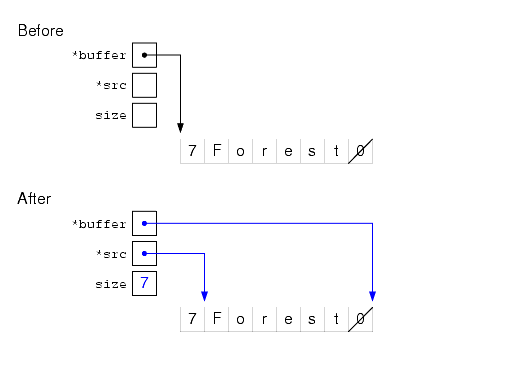 Before
*buffer
*src
size
7 F o r e s t 0
After
*buffer
*src
size 7
7 F o r e s t 0